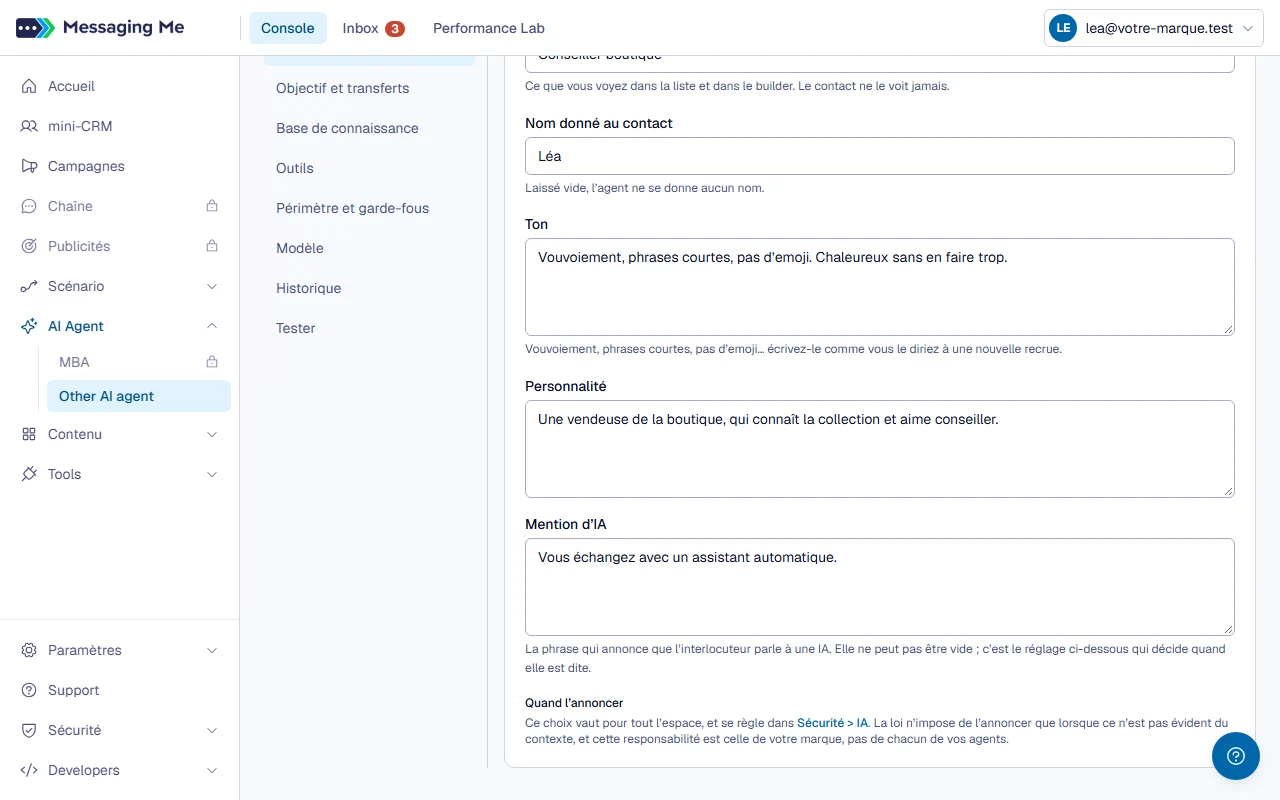 Messaging Me
Console
Inbox 3
Performance Lab
LE
lea@votre-marque.test
Accueil
mini-CRM
Campagnes
Chaîne
Publicités
Scénario
AI Agent
MBA
Other AI agent
Contenu
Tools
Paramètres
Support
Sécurité
Developers
Objectif et transferts
Base de connaissance
Outils
Périmètre et garde-fous
Modèle
Historique
Tester
Conseiller boutique
Ce que vous voyez dans la liste et dans le builder. Le contact ne le voit jamais.
Nom donné au contact
Léa
Laissé vide, l’agent ne se donne aucun nom.
Ton
Vouvoiement, phrases courtes, pas d’emoji. Chaleureux sans en faire trop.
Vouvoiement, phrases courtes, pas d’emoji… écrivez-le comme vous le diriez à une nouvelle recrue.
Personnalité
Une vendeuse de la boutique, qui connaît la collection et aime conseiller.
Mention d’IA
Vous échangez avec un assistant automatique.
La phrase qui annonce que l’interlocuteur parle à une IA. Elle ne peut pas être vide ; c’est le réglage ci-dessous qui décide quand
elle est dite.
Quand l’annoncer
Ce choix vaut pour tout l’espace, et se règle dans Sécurité > IA. La loi n’impose de l’annoncer que lorsque ce n’est pas évident du
contexte, et cette responsabilité est celle de votre marque, pas de chacun de vos agents.